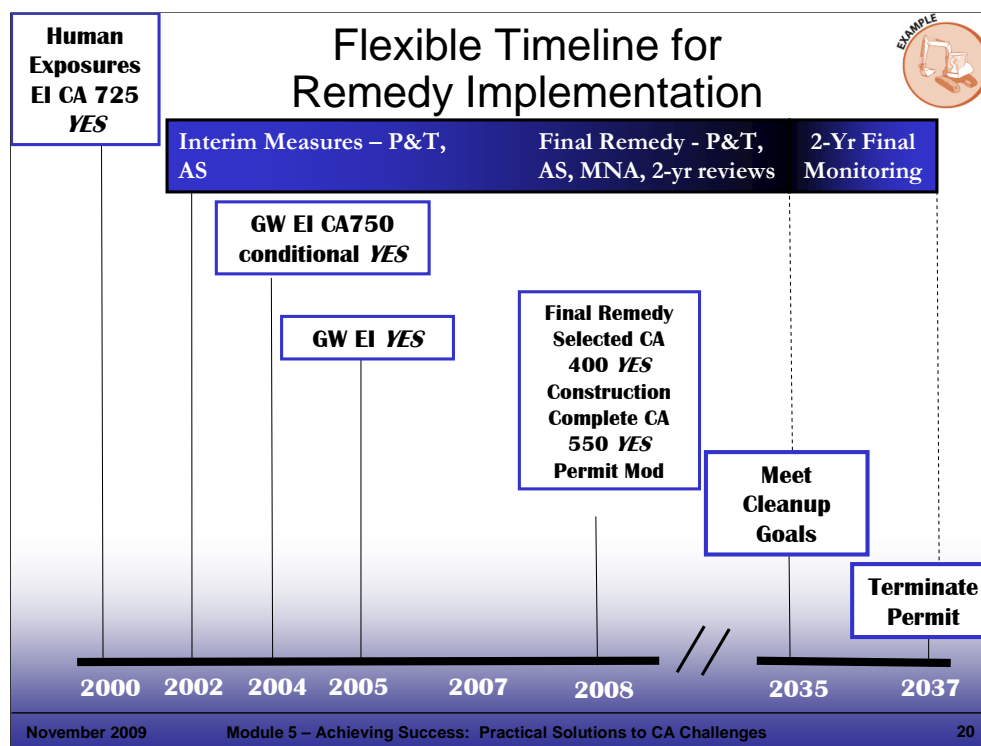 Human
Exposures
EI CA 725
YES
Flexible Timeline for
Remedy Implementation
EXAMPLE
Interim Measures – P&T,
AS
Final Remedy - P&T,
AS, MNA, 2-yr reviews
2-Yr Final
Monitoring
GW EI CA750
conditional YES
GW EI YES
Final Remedy
Selected CA
400 YES
Construction
Complete CA
550 YES
Permit Mod
Meet
Cleanup
Goals
Terminate
Permit
2000 2002 2004 2005 2007 2008 2035 2037
November 2009 Module 5 – Achieving Success: Practical Solutions to CA Challenges 20